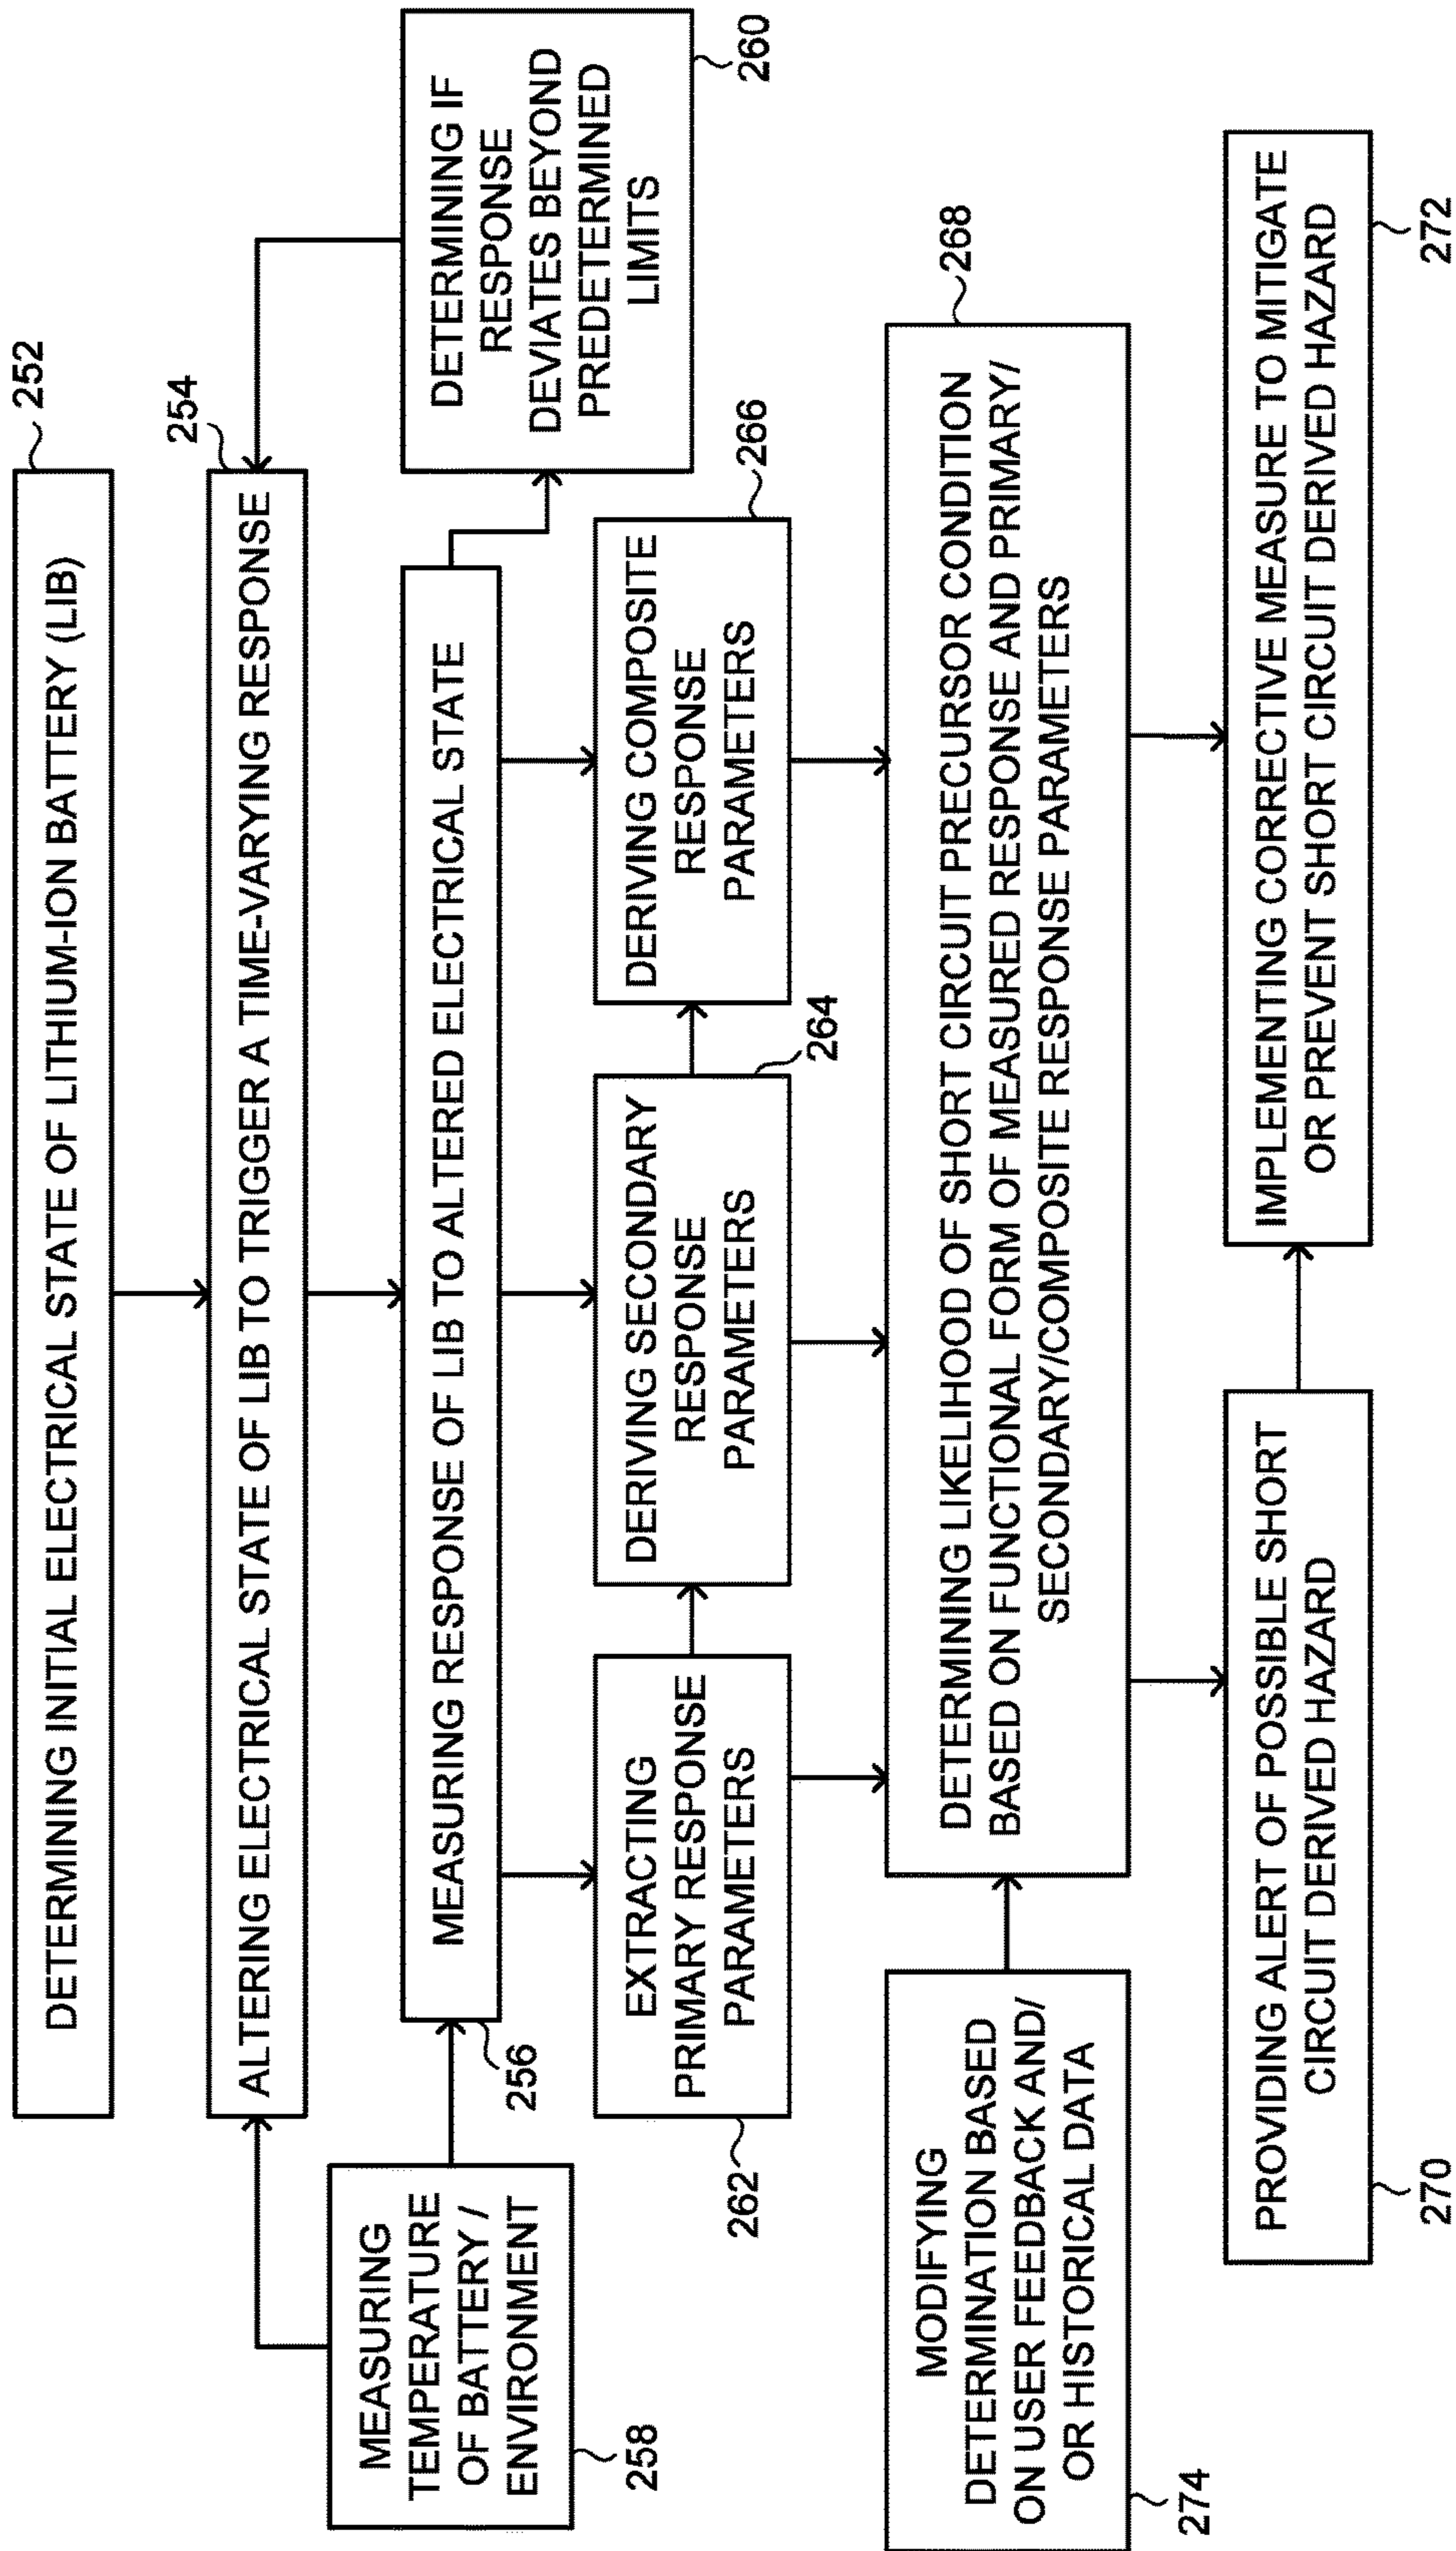 DETERMINING INITIAL ELECTRICAL STATE OF LITHIUM-ION BATTERY (LIB)
252
ALTERING ELECTRICAL STATE OF LIB TO TRIGGER A TIME-VARYING RESPONSE
254
MEASURING
TEMPERATURE
OF BATTERY /
ENVIRONMENT
258
MEASURING RESPONSE OF LIB TO ALTERED ELECTRICAL STATE
256
DETERMINING IF
RESPONSE
DEVIATES BEYOND
PREDETERMINED
LIMITS
260
EXTRACTING
PRIMARY RESPONSE
PARAMETERS
262
DERIVING SECONDARY
RESPONSE
PARAMETERS
264
DERIVING COMPOSITE
RESPONSE
PARAMETERS
266
MODIFYING
DETERMINATION BASED
ON USER FEEDBACK AND/
OR HISTORICAL DATA
274
DETERMINING LIKELIHOOD OF SHORT CIRCUIT PRECURSOR CONDITION
BASED ON FUNCTIONAL FORM OF MEASURED RESPONSE AND PRIMARY/
SECONDARY/COMPOSITE RESPONSE PARAMETERS
268
PROVIDING ALERT OF POSSIBLE SHORT
CIRCUIT DERIVED HAZARD
270
IMPLEMENTING CORRECTIVE MEASURE TO MITIGATE
OR PREVENT SHORT CIRCUIT DERIVED HAZARD
272